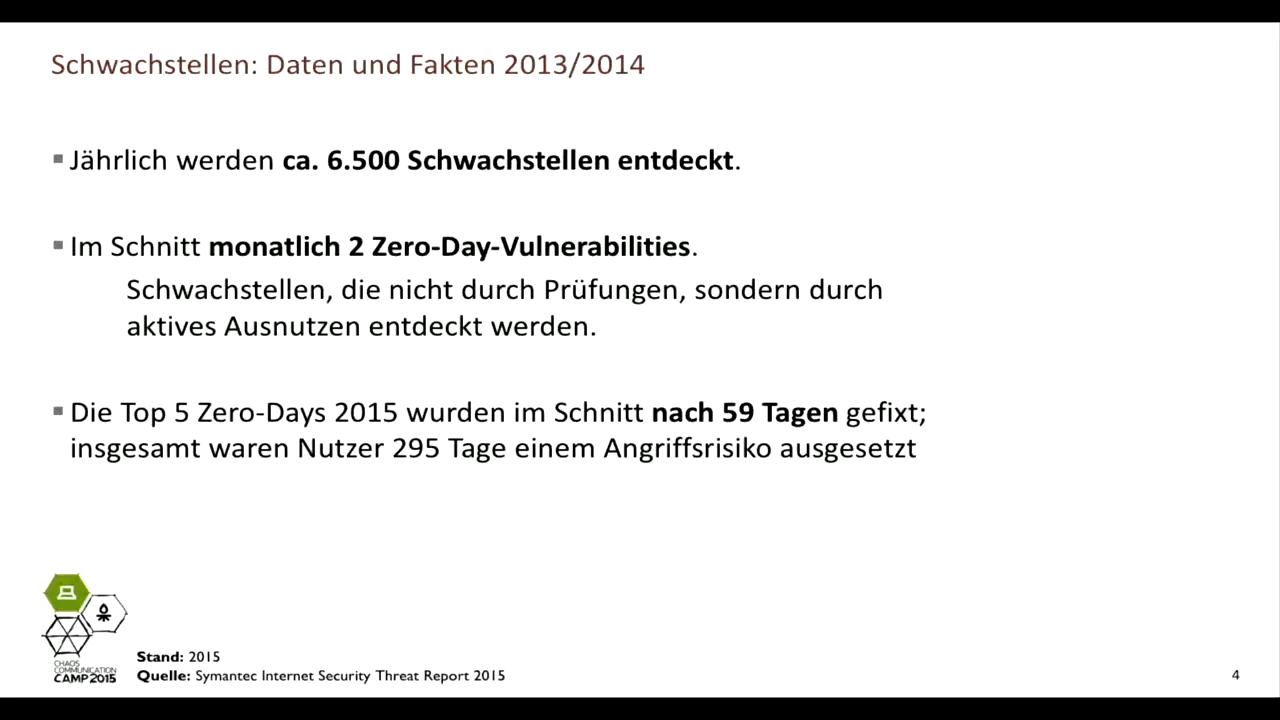 Schwachstellen: Daten und Fakten 2013/2014
Jährlich werden ca. 6.500 Schwachstellen entdeckt.
Im Schnitt monatlich 2 Zero-Day-Vulnerabilities.
Schwachstellen, die nicht durch Prüfungen, sondern durch
aktives Ausnutzen entdeckt werden.
Die Top 5 Zero-Days 2015 wurden im Schnitt nach 59 Tagen gefixt;
insgesamt waren Nutzer 295 Tage einem Angriffsrisiko ausgesetzt
CHAOS
COMMUNICATION
CAMP 2015
Stand: 2015
Quelle: Symantec Internet Security Threat Report 2015
4